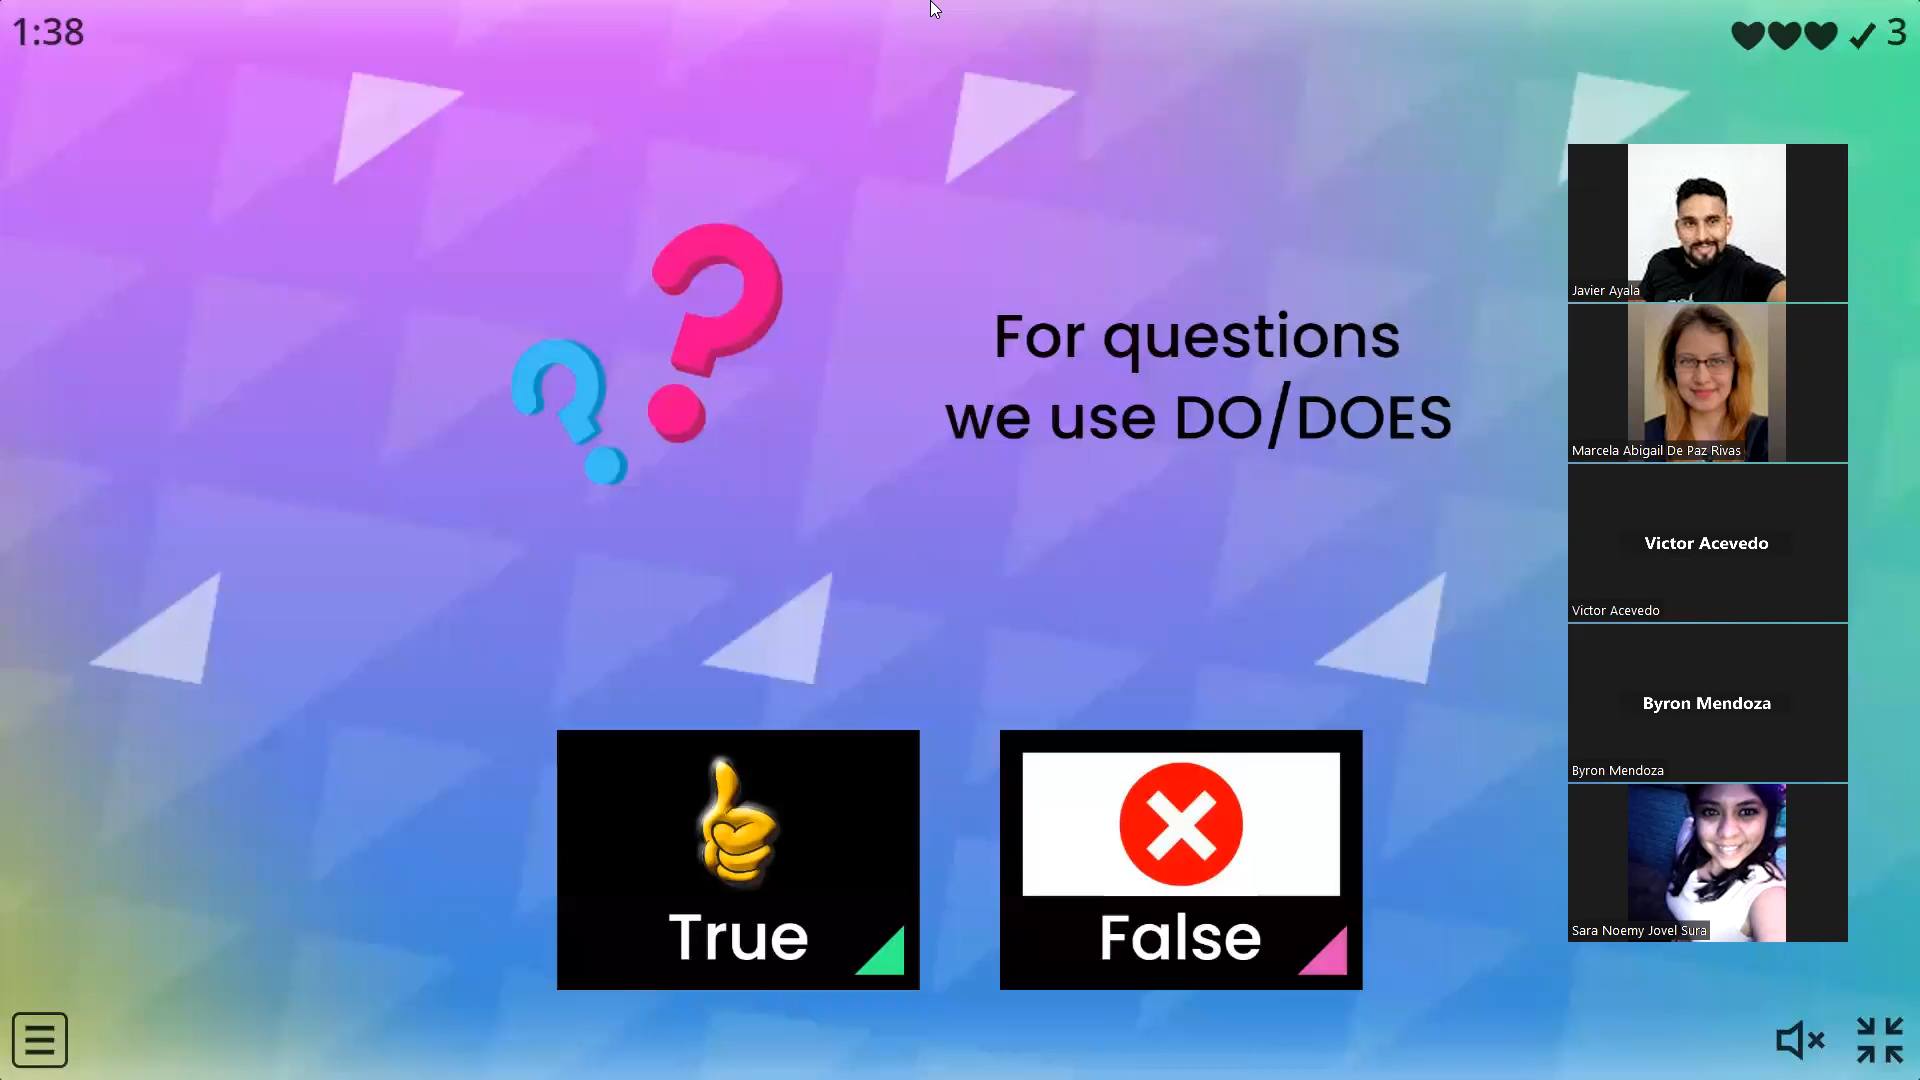 1:38
3
For questions
we use DO/DOES
True
False
Javier Ayala
Marcela Abigail De Paz Rivas
Victor Acevedo
Victor Acevedo
Byron Mendoza
Byron Mendoza
Sara Noemy Jovel Sura